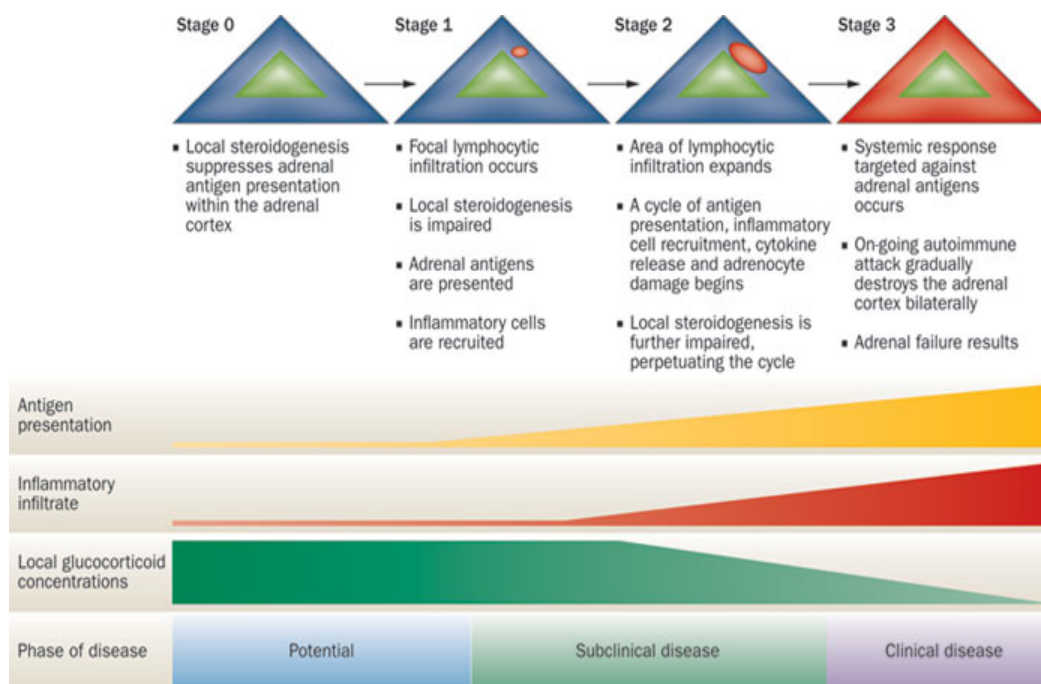 Stage 0
Stage 1
Stage 2
Stage 3
▪ Local steroidogenesis
suppresses adrenal
antigen presentation
within the adrenal
cortex
▪ Focal lymphocytic
infiltration occurs
▪ Local steroidogenesis
is impaired
▪ Adrenal antigens
are presented
▪ Inflammatory cells
are recruited
▪ Area of lymphocytic
infiltration expands
▪ A cycle of antigen
presentation, inflammatory
cell recruitment, cytokine
release and adrenocyte
damage begins
▪ Local steroidogenesis is
further impaired,
perpetuating the cycle
▪ Systemic response
targeted against
adrenal antigens
occurs
▪ On-going autoimmune
attack gradually
destroys the adrenal
cortex bilaterally
▪ Adrenal failure results
Antigen
presentation
Inflammatory
infiltrate
Local glucocorticoid
concentrations
Phase of disease
Potential
Subclinical disease
Clinical disease